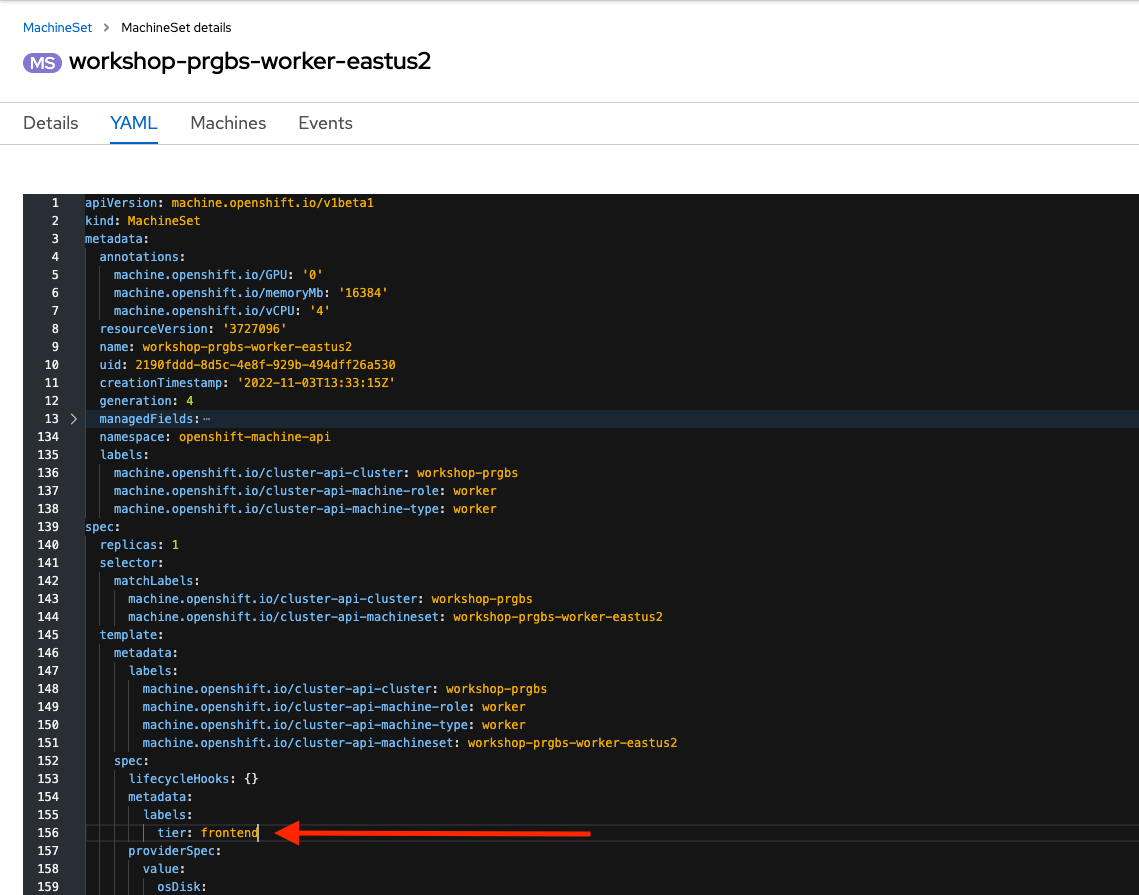 MachineSet > MachineSet details
MS workshop-prgbs-worker-eastus2
Details YAML Machines Events
1 apiVersion: machine.openshift.io/v1beta1
2 kind: MachineSet
3 metadata:
4 annotations:
5 machine.openshift.io/GPU: '0'
6 machine.openshift.io/memoryMb: '16384'
7 machine.openshift.io/vCPU: '4'
8 resourceVersion: '3727096'
9 name: workshop-prgbs-worker-eastus2
10 uid: 2190fddd-8d5c-4e8f-929b-494dff26a530
11 creationTimestamp: '2022-11-03T13:33:15Z'
12 generation: 4
13 > managedFields:⋯
134 namespace: openshift-machine-api
135 labels:
136 machine.openshift.io/cluster-api-cluster: workshop-prgbs
137 machine.openshift.io/cluster-api-machine-role: worker
138 machine.openshift.io/cluster-api-machine-type: worker
139 spec:
140 replicas: 1
141 selector:
142 matchLabels:
143 machine.openshift.io/cluster-api-cluster: workshop-prgbs
144 machine.openshift.io/cluster-api-machineset: workshop-prgbs-worker-eastus2
145 template:
146 metadata:
147 labels:
148 machine.openshift.io/cluster-api-cluster: workshop-prgbs
149 machine.openshift.io/cluster-api-machine-role: worker
150 machine.openshift.io/cluster-api-machine-type: worker
151 machine.openshift.io/cluster-api-machineset: workshop-prgbs-worker-eastus2
152 spec:
153 lifecycleHooks: {}
154 metadata:
155 labels:
156 tier: frontend
157 providerSpec:
158 value:
159 osDisk: